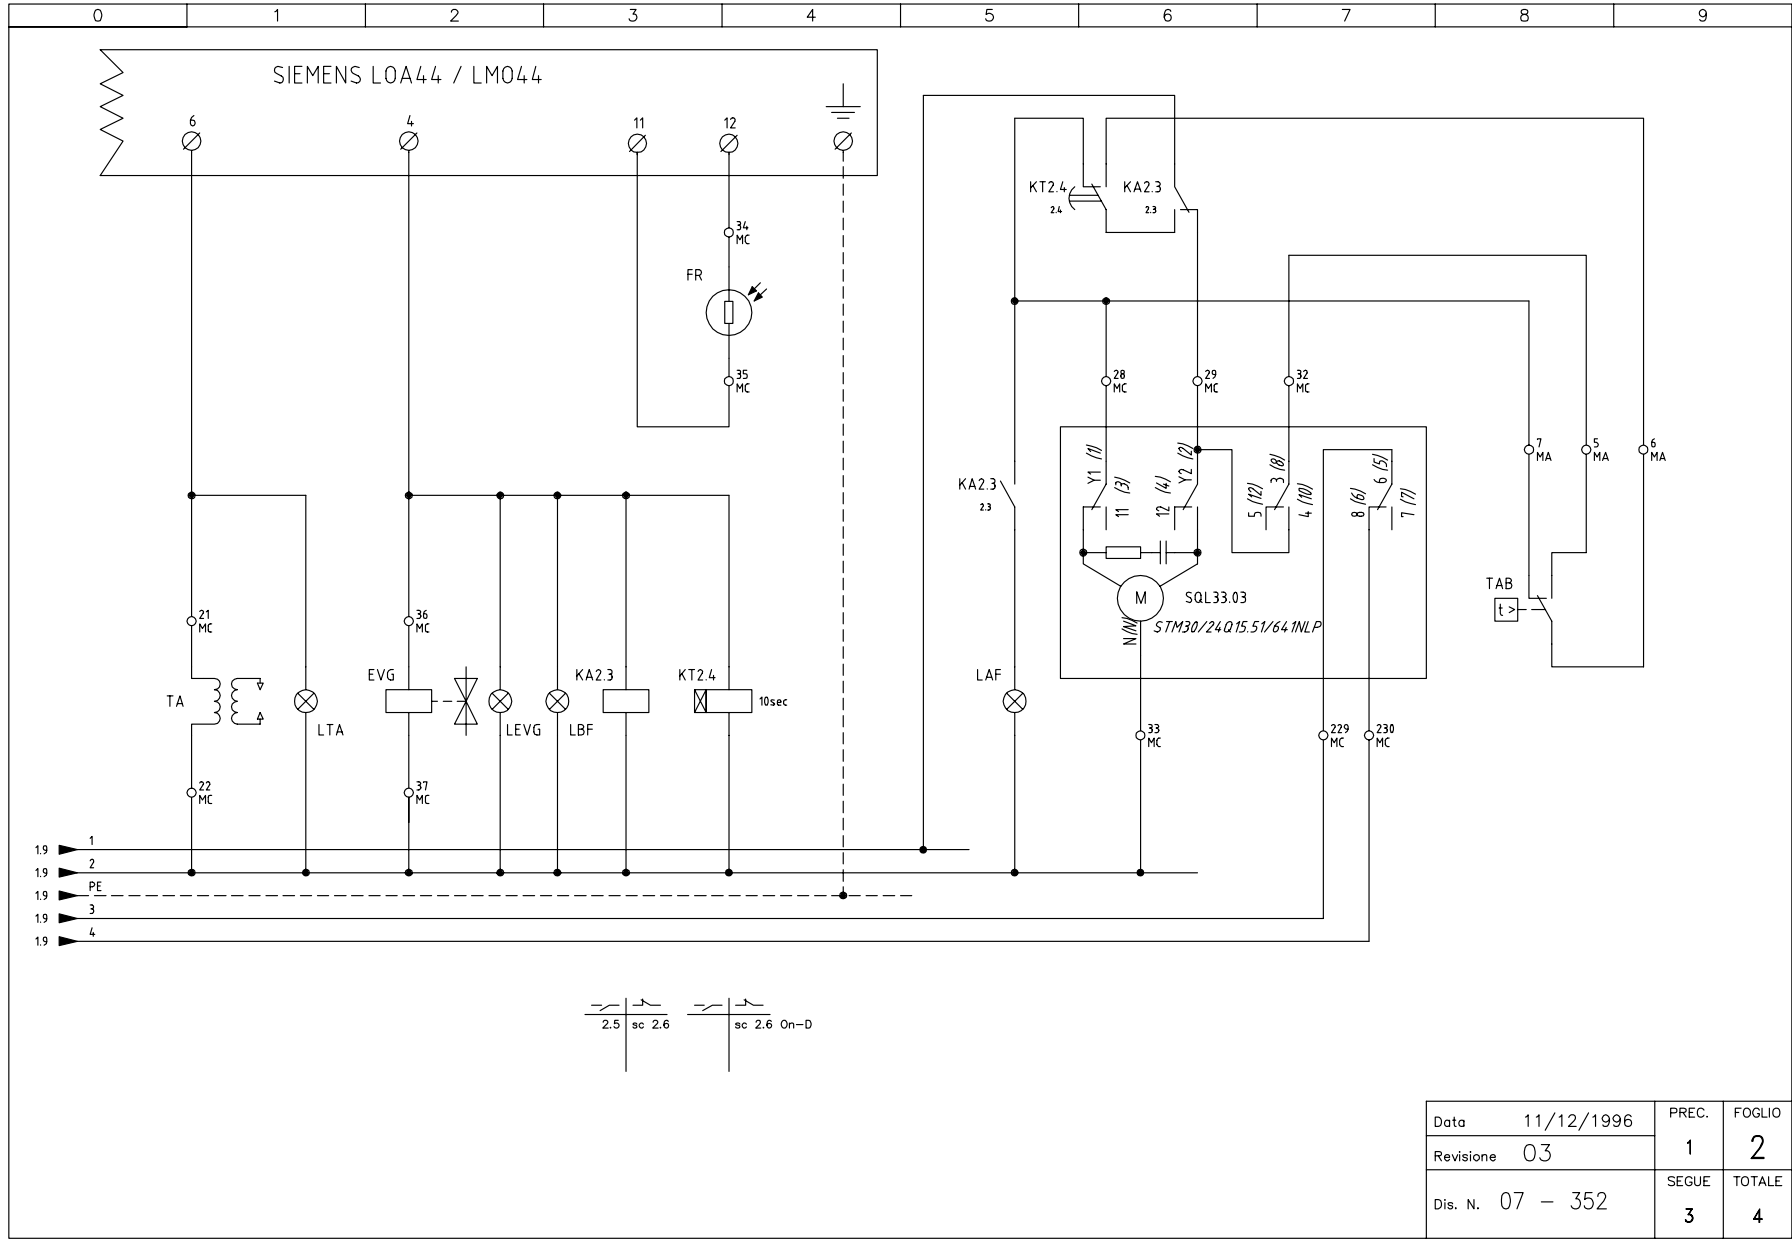 0 1 2 3 4 5 6 7 8 9
SIEMENS LOA44 / LMO44
6 4 11 12
KT2.4 KA2.3
2.4 2.3
34
MC
FR
35
MC
28
MC
29
MC
32
MC
7
MA
5
MA
6
MA
KA2.3
2.3
Y1 (1)
11 (3)
12 (4)
Y2 (2)
5 (12)
3 (8)
4 (10)
8 (6)
6 (5)
7 (7)
TAB
t >
M
SQL33.03
N(N)
STM30/24Q15.51/641NLP
21
MC
36
MC
TA
LTA
EVG
LEVG
LBF
KA2.3
KT2.4
10sec
LAF
33
MC
229
MC
230
MC
22
MC
37
MC
1.9 1
1.9 2
1.9 PE
1.9 3
1.9 4
2.5 sc 2.6
sc 2.6 On-D
Data 11/12/1996
PREC.
1
FOGLIO
2
Revisione 03
Dis. N. 07 - 352
SEGUE
3
TOTALE
4